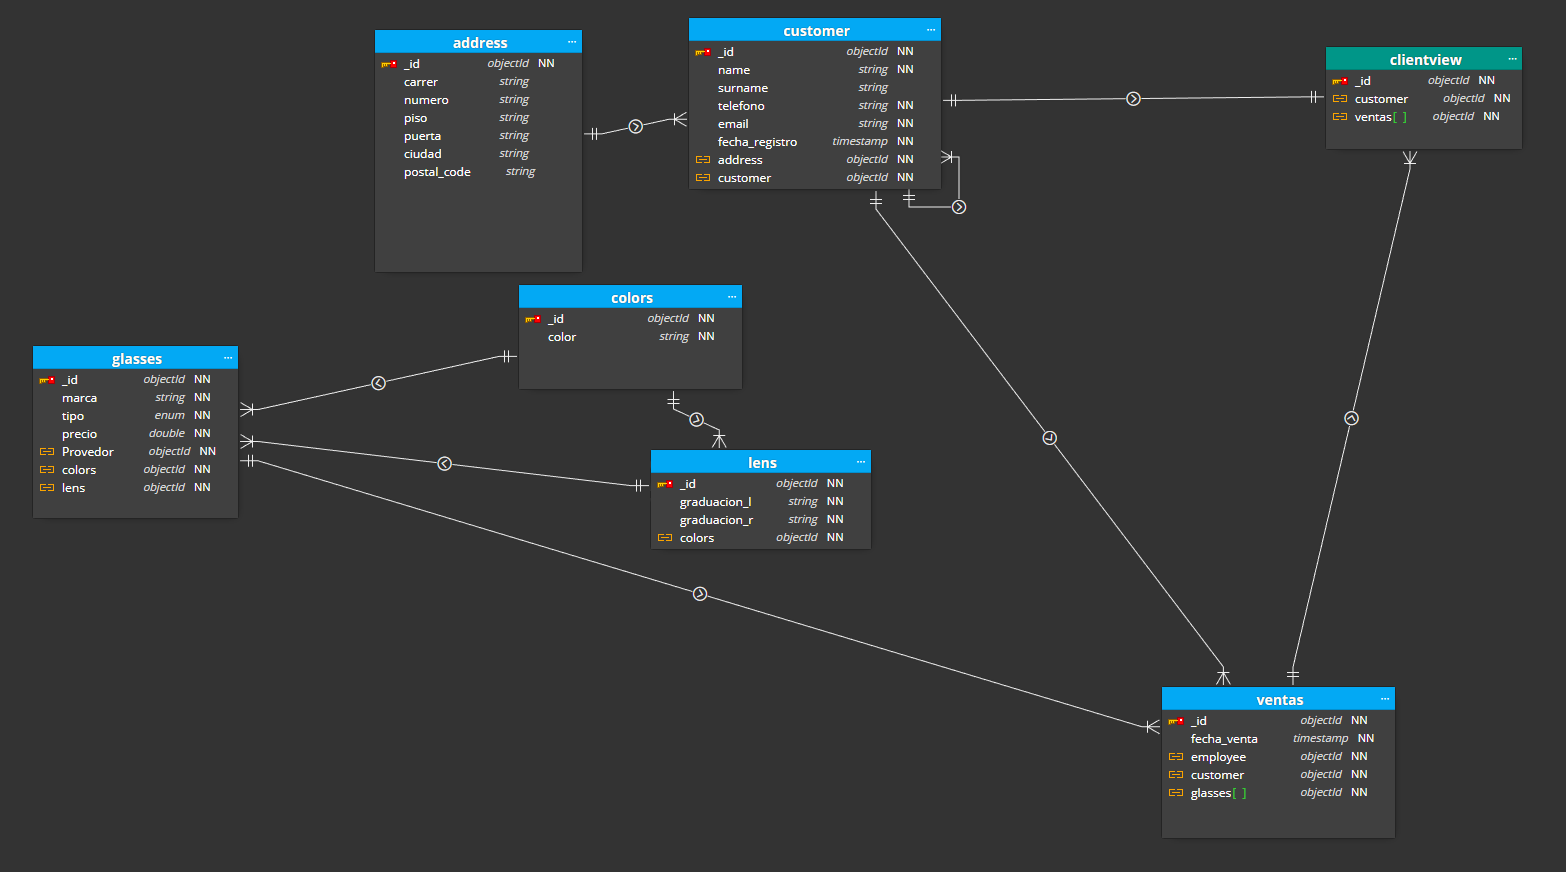 address ...
_id objectId NN
carrer string
numero string
piso string
puerta string
ciudad string
postal_code string
customer ...
_id objectId NN
name string NN
surname string
telefono string NN
email string NN
fecha_registro timestamp NN
address objectId NN
customer objectId NN
clientview ...
_id objectId NN
customer objectId NN
ventas[ ] objectId NN
colors ...
_id objectId NN
color string NN
glasses ...
_id objectId NN
marca string NN
tipo enum NN
precio double NN
Provedor objectId NN
colors objectId NN
lens objectId NN
lens ...
_id objectId NN
graduacion_l string NN
graduacion_r string NN
colors objectId NN
ventas ...
_id objectId NN
fecha_venta timestamp NN
employee objectId NN
customer objectId NN
glasses[ ] objectId NN